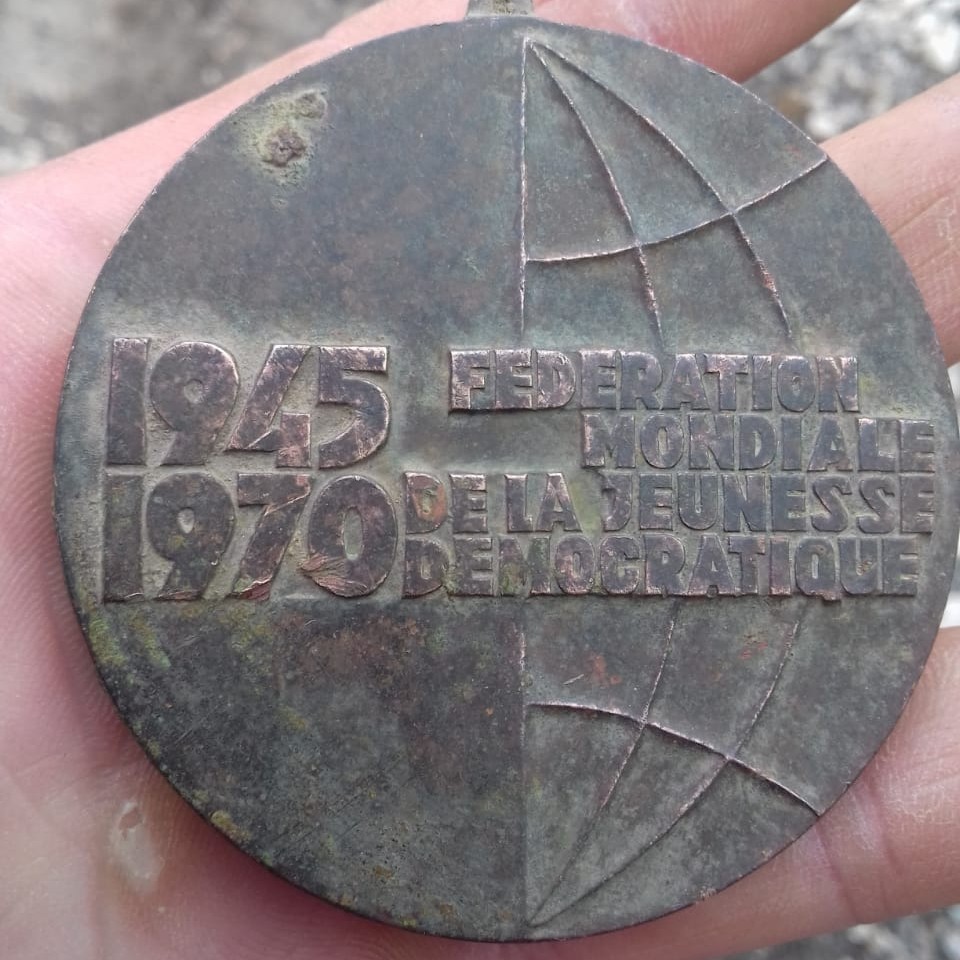 1945
1970
FEDERATION
MONDIALE
DE LA JEUNESSE
DEMOCRATIQUE